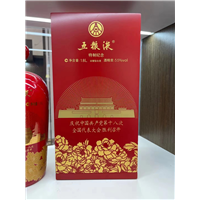 五粮液
特制纪念
庆祝中国共产党第十八次
全国代表大会胜利召开